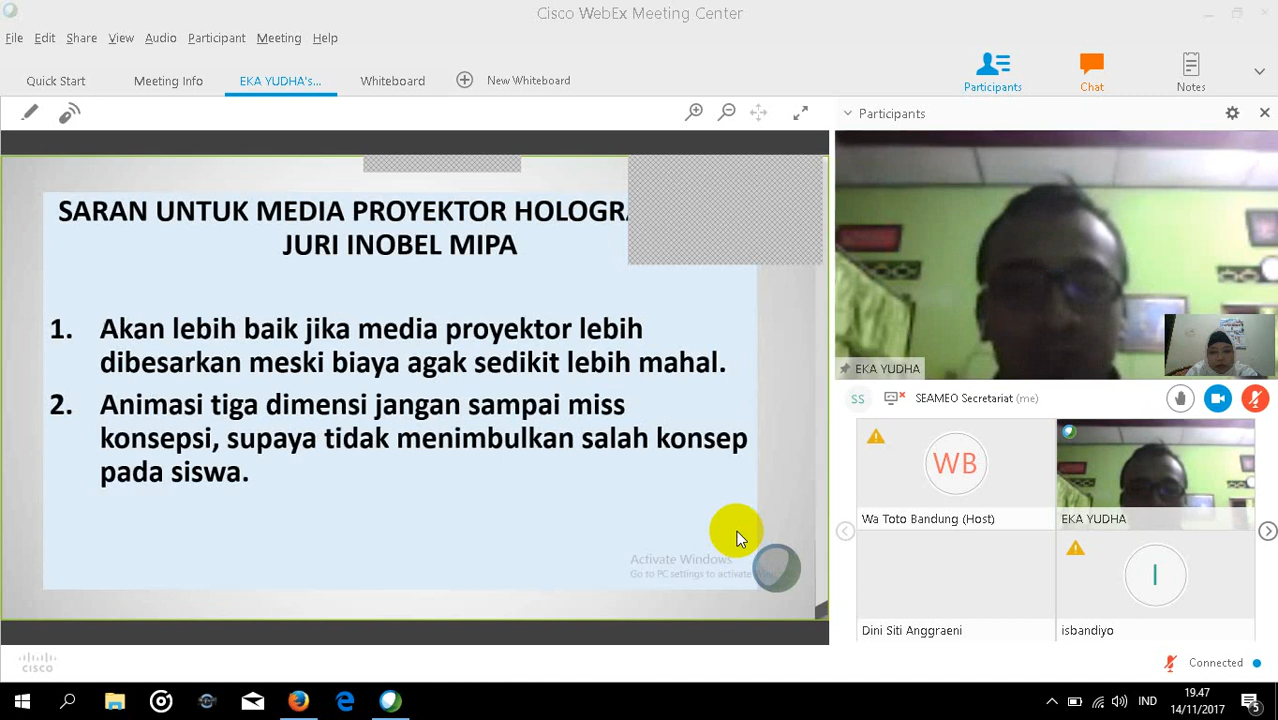 Cisco WebEx Meeting Center
File Edit Share View Audio Participant Meeting Help
Quick Start Meeting Info EKA YUDHA's... Whiteboard New Whiteboard
Participants Chat Notes
Participants
SARAN UNTUK MEDIA PROYEKTOR
JURI INOBEL MIPA
1. Akan lebih baik jika media proyektor lebih
dibesarkan meski biaya agak sedikit lebih mahal.
2. Animasi tiga dimensi jangan sampai miss
konsepsi, supaya tidak menimbulkan salah konsep
pada siswa.
Activate Windows
Go to PC settings to activate
EKA YUDHA
SS SEAMEO Secretariat (me)
WB
Wa Toto Bandung (Host)
EKA YUDHA
Dini Siti Anggraeni
I
isbandiyo
CISCO
Connected
IND
19.47
14/11/2017
5